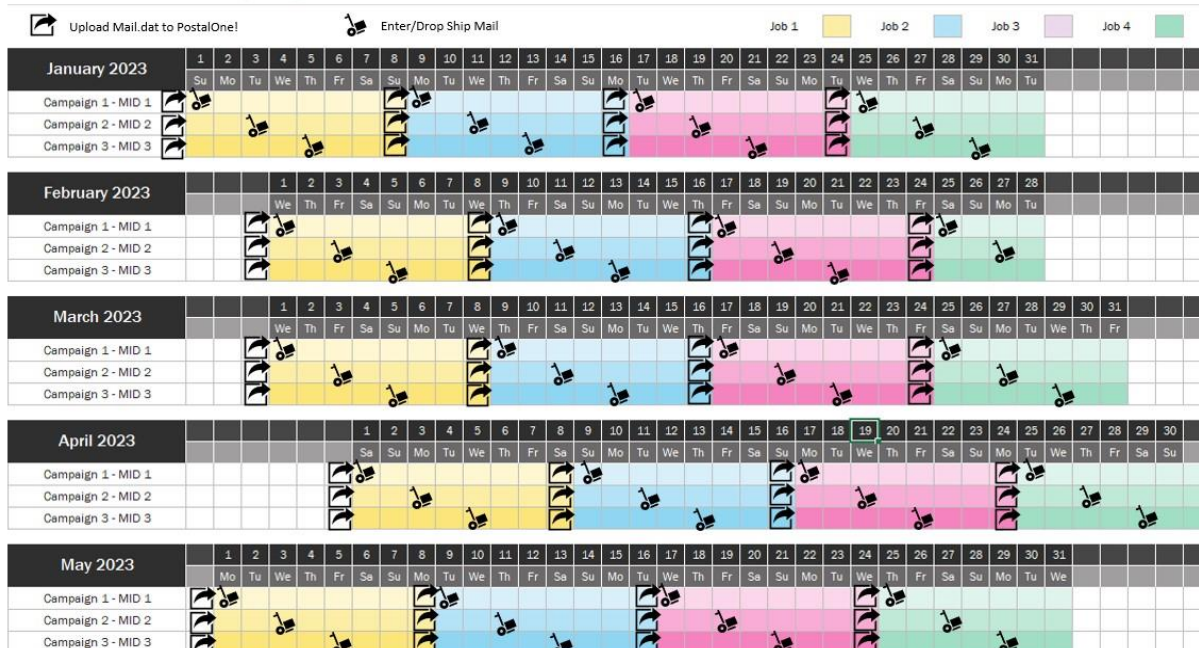 Upload Mail.dat to PostalOne! Enter/Drop Ship Mail Job 1 Job 2 Job 3 Job 4
January 2023 1 2 3 4 5 6 7 8 9 10 11 12 13 14 15 16 17 18 19 20 21 22 23 24 25 26 27 28 29 30 31
Su Mo Tu We Th Fr Sa Su Mo Tu We Th Fr Sa Su Mo Tu We Th Fr Sa Su Mo Tu We Th Fr Sa Su Mo Tu
Campaign 1 - MID 1
Campaign 2 - MID 2
Campaign 3 - MID 3
February 2023 1 2 3 4 5 6 7 8 9 10 11 12 13 14 15 16 17 18 19 20 21 22 23 24 25 26 27 28
We Th Fr Sa Su Mo Tu We Th Fr Sa Su Mo Tu We Th Fr Sa Su Mo Tu We Th Fr Sa Su Mo Tu
Campaign 1 - MID 1
Campaign 2 - MID 2
Campaign 3 - MID 3
March 2023 1 2 3 4 5 6 7 8 9 10 11 12 13 14 15 16 17 18 19 20 21 22 23 24 25 26 27 28 29 30 31
We Th Fr Sa Su Mo Tu We Th Fr Sa Su Mo Tu We Th Fr Sa Su Mo Tu We Th Fr Sa Su Mo Tu We Th Fr
Campaign 1 - MID 1
Campaign 2 - MID 2
Campaign 3 - MID 3
April 2023 1 2 3 4 5 6 7 8 9 10 11 12 13 14 15 16 17 18 19 20 21 22 23 24 25 26 27 28 29 30
Sa Su Mo Tu We Th Fr Sa Su Mo Tu We Th Fr Sa Su Mo Tu We Th Fr Sa Su Mo Tu We Th Fr Sa Su
Campaign 1 - MID 1
Campaign 2 - MID 2
Campaign 3 - MID 3
May 2023 1 2 3 4 5 6 7 8 9 10 11 12 13 14 15 16 17 18 19 20 21 22 23 24 25 26 27 28 29 30 31
Mo Tu We Th Fr Sa Su Mo Tu We Th Fr Sa Su Mo Tu We Th Fr Sa Su Mo Tu We Th Fr Sa Su Mo Tu We
Campaign 1 - MID 1
Campaign 2 - MID 2
Campaign 3 - MID 3